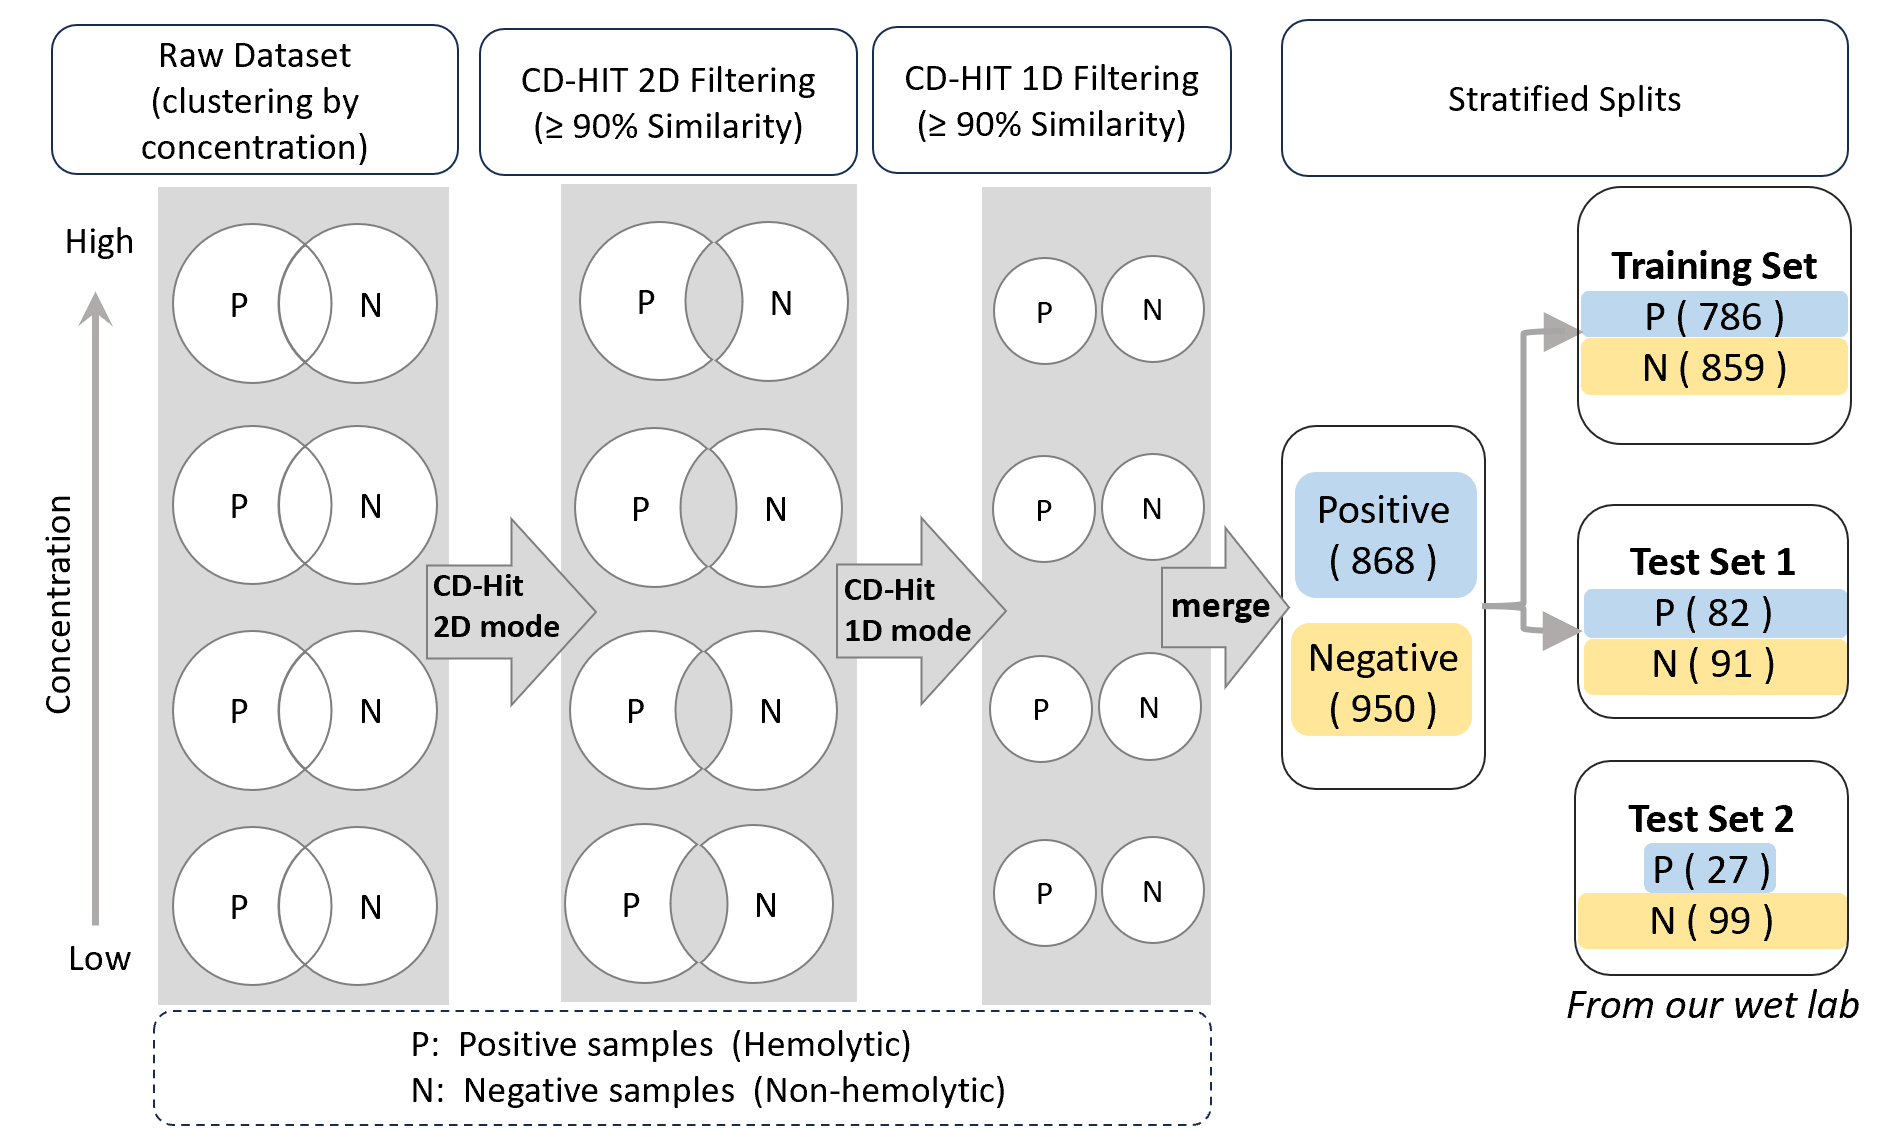 Raw Dataset
(clustering by
concentration)
CD-HIT 2D Filtering
(≥ 90% Similarity)
CD-HIT 1D Filtering
(≥ 90% Similarity)
Stratified Splits
High
Concentration
Low
P
N
P
N
P
N
P
N
CD-Hit
2D mode
P
N
P
N
P
N
P
N
CD-Hit
1D mode
P
N
P
N
P
N
P
N
merge
Positive
( 868 )
Negative
( 950 )
Training Set
P ( 786 )
N ( 859 )
Test Set 1
P ( 82 )
N ( 91 )
Test Set 2
P ( 27 )
N ( 99 )
From our wet lab
P: Positive samples (Hemolytic)
N: Negative samples (Non-hemolytic)